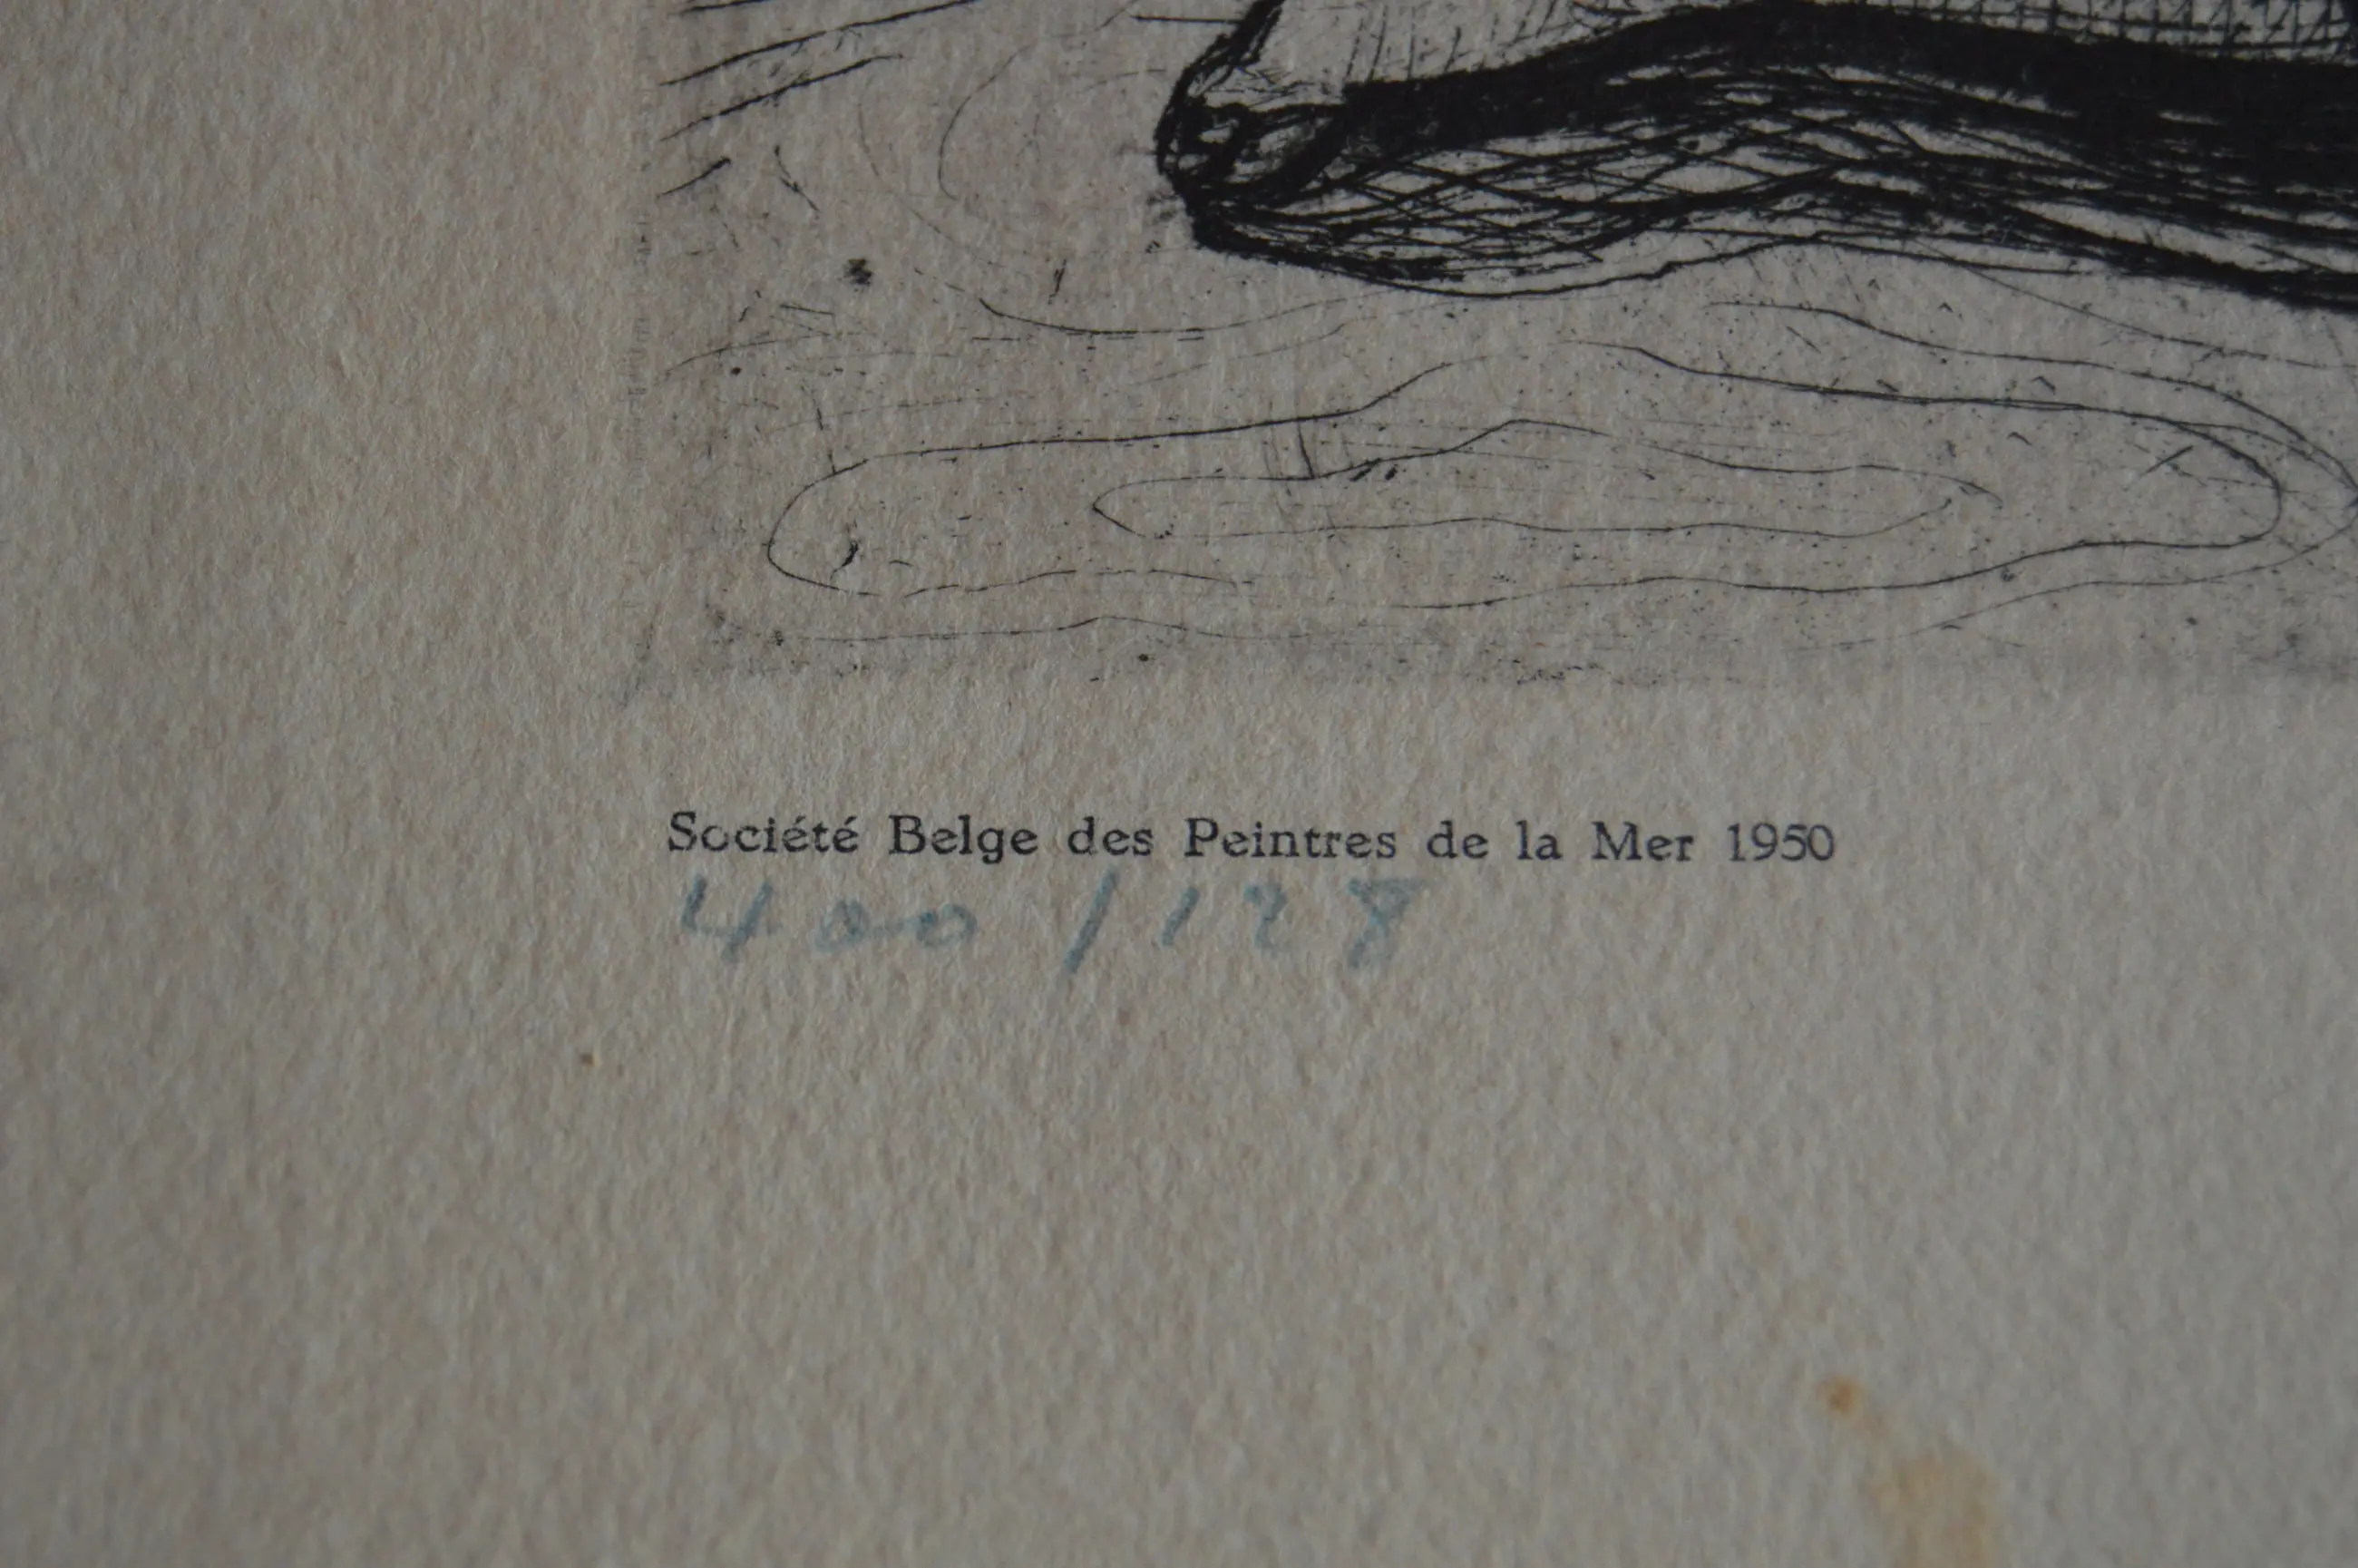 Société Belge des Peintres de la Mer 1950
400/128